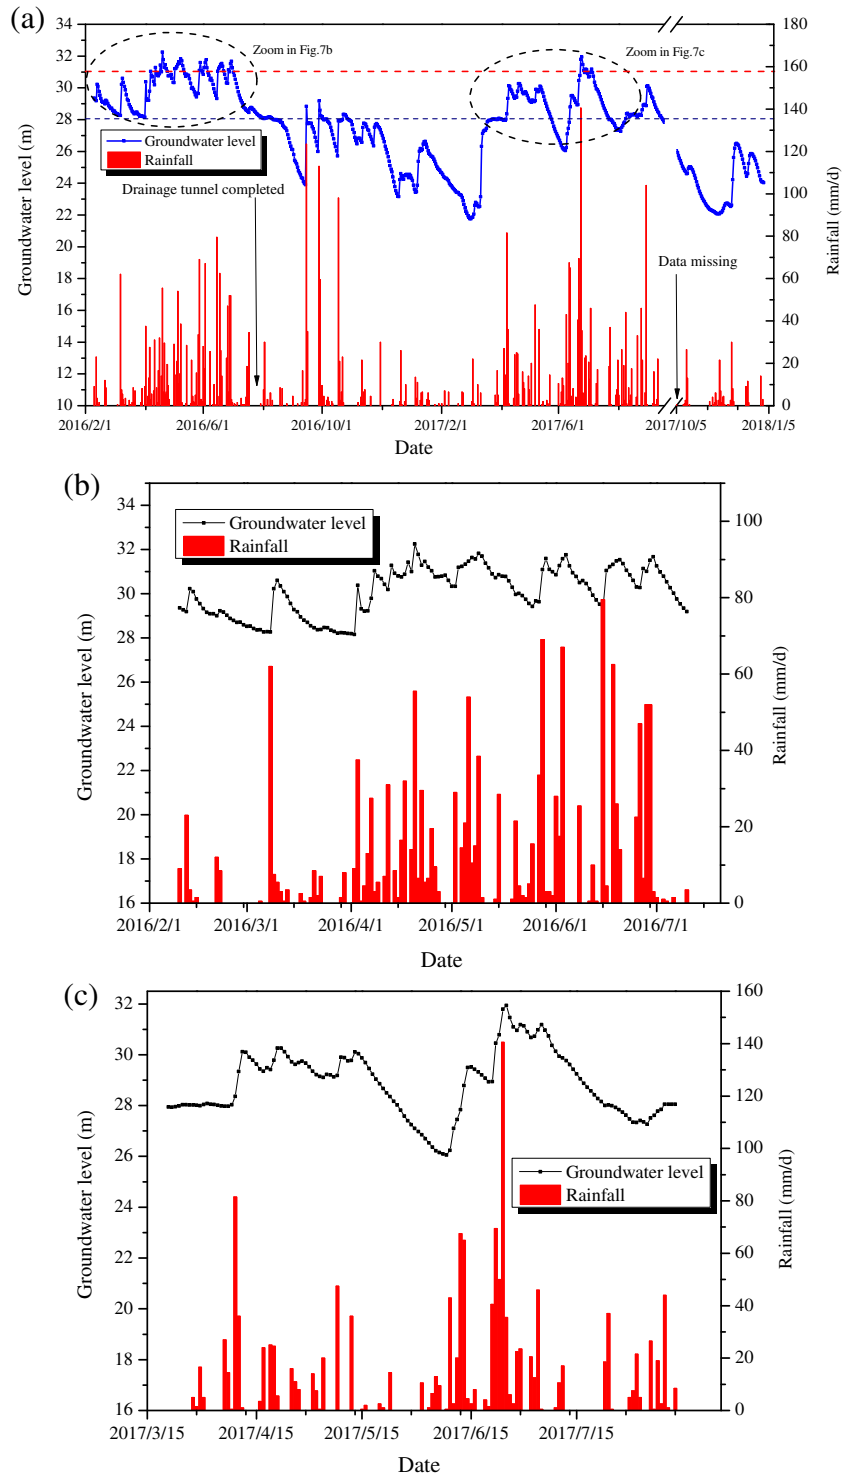 (a)
34
32
30
28
26
24
22
20
18
16
14
12
10
Groundwater level (m)
180
160
140
120
100
80
60
40
20
0
Rainfall (mm/d)
Zoom in Fig.7b
Zoom in Fig.7c
Groundwater level
Rainfall
Drainage tunnel completed
Data missing
2016/2/1 2016/6/1 2016/10/1 2017/2/1 2017/6/1 2017/10/5 2018/1/5
Date
(b)
34
32
30
28
26
24
22
20
18
16
Groundwater level (m)
100
80
60
40
20
0
Rainfall (mm/d)
Groundwater level
Rainfall
2016/2/1 2016/3/1 2016/4/1 2016/5/1 2016/6/1 2016/7/1
Date
(c)
32
30
28
26
24
22
20
18
16
Groundwater level (m)
160
140
120
100
80
60
40
20
0
Rainfall (mm/d)
Groundwater level
Rainfall
2017/3/15 2017/4/15 2017/5/15 2017/6/15 2017/7/15
Date